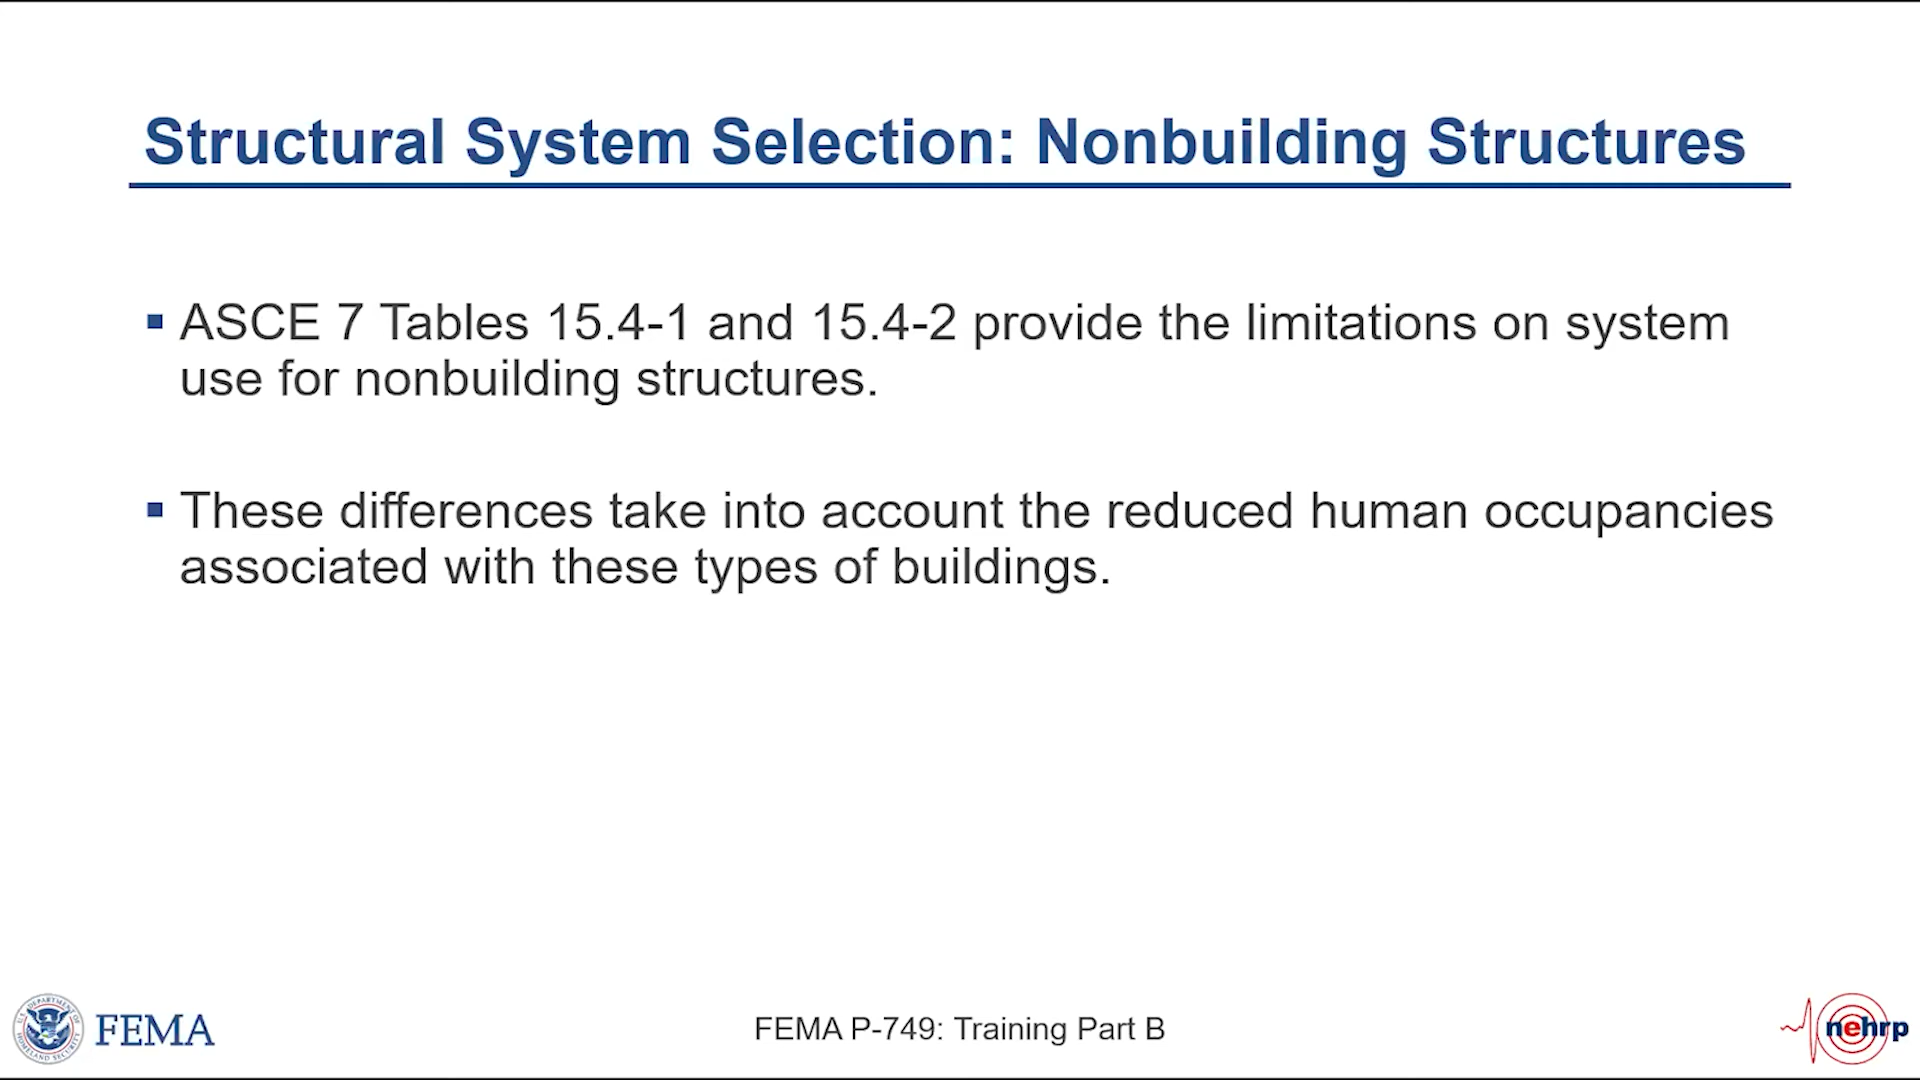 Structural System Selection: Nonbuilding Structures
▪ ASCE 7 Tables 15.4-1 and 15.4-2 provide the limitations on system
use for nonbuilding structures.
▪ These differences take into account the reduced human occupancies
associated with these types of buildings.
FEMA
FEMA P-749: Training Part B
nehrp